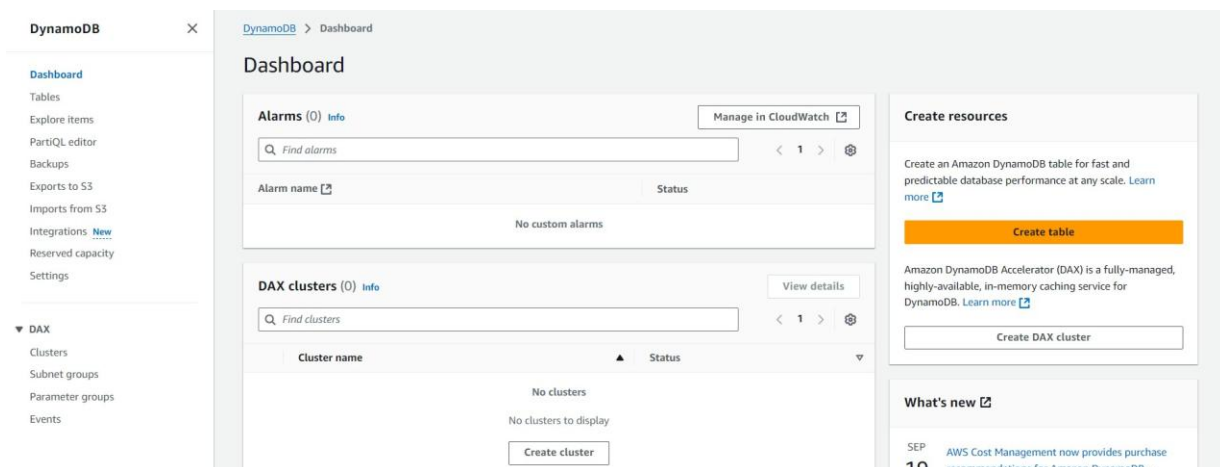 DynamoDB
Dashboard
Tables
Explore items
PartiQL editor
Backups
Exports to S3
Imports from S3
Integrations New
Reserved capacity
Settings
DAX
Clusters
Subnet groups
Parameter groups
Events
DynamoDB > Dashboard
Dashboard
Alarms (0) Info
Manage in CloudWatch
Find alarms
< 1 >
Alarm name
Status
No custom alarms
DAX clusters (0) Info
View details
Find clusters
< 1 >
Cluster name
Status
No clusters
No clusters to display
Create cluster
Create resources
Create an Amazon DynamoDB table for fast and
predictable database performance at any scale. Learn
more
Create table
Amazon DynamoDB Accelerator (DAX) is a fully-managed,
highly-available, in-memory caching service for
DynamoDB. Learn more
Create DAX cluster
What's new
SEP
AWS Cost Management now provides purchase